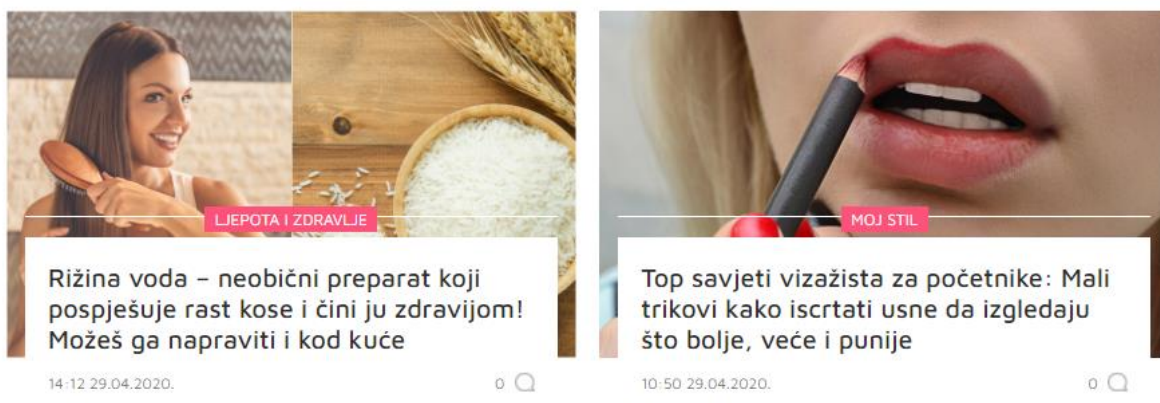 LJEPOTA I ZDRAVLJE
Rižina voda – neobični preparat koji
pospješuje rast kose i čini ju zdravijom!
Možeš ga napraviti i kod kuće
14:12 29.04.2020.
0
MOJ STIL
Top savjeti vizažista za početnike: Mali
trikovi kako iscrtati usne da izgledaju
što bolje, veće i punije
10:50 29.04.2020.
0